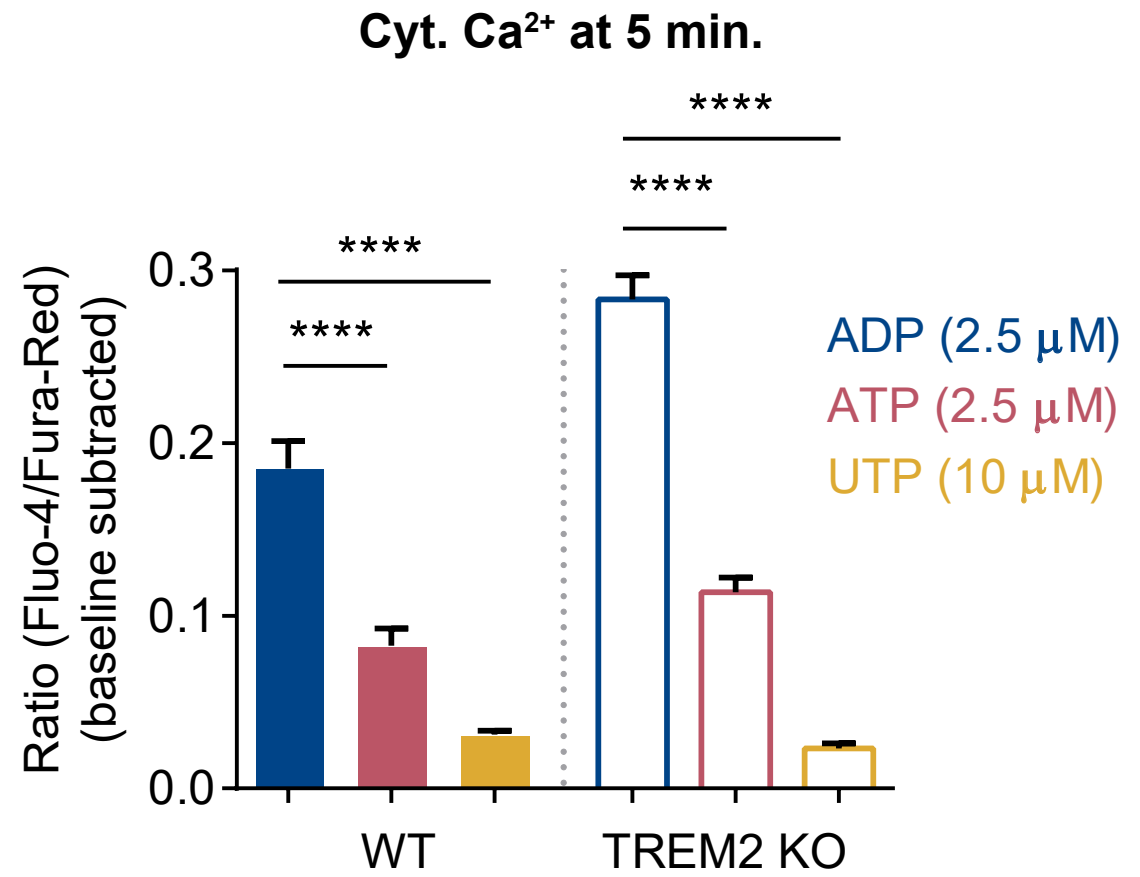 Cyt. Ca²⁺ at 5 min.
****
****
****
****
Ratio (Fluo-4/Fura-Red)
(baseline subtracted)
0.3
0.2
0.1
0.0
ADP (2.5 μM)
ATP (2.5 μM)
UTP (10 μM)
WT
TREM2 KO